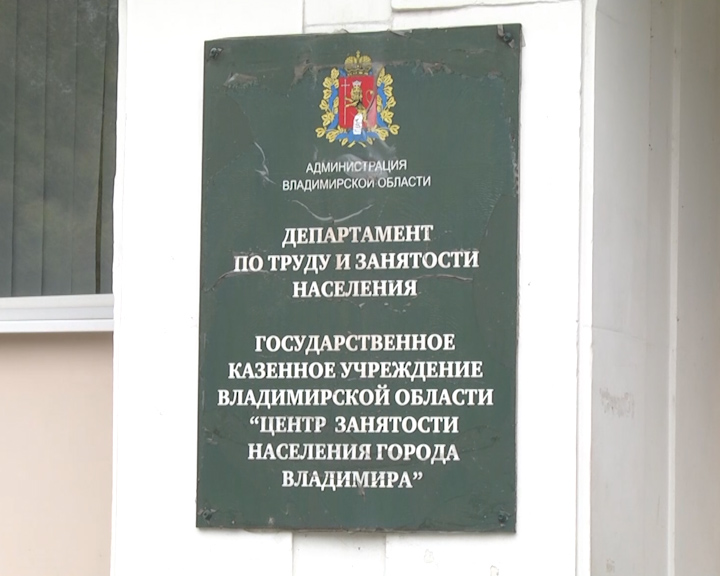 АДМИНИСТРАЦИЯ
ВЛАДИМИРСКОЙ ОБЛАСТИ
ДЕПАРТАМЕНТ
ПО ТРУДУ И ЗАНЯТОСТИ
НАСЕЛЕНИЯ
ГОСУДАРСТВЕННОЕ
КАЗЕННОЕ УЧРЕЖДЕНИЕ
ВЛАДИМИРСКОЙ ОБЛАСТИ
“ЦЕНТР ЗАНЯТОСТИ
НАСЕЛЕНИЯ ГОРОДА
ВЛАДИМИРА”